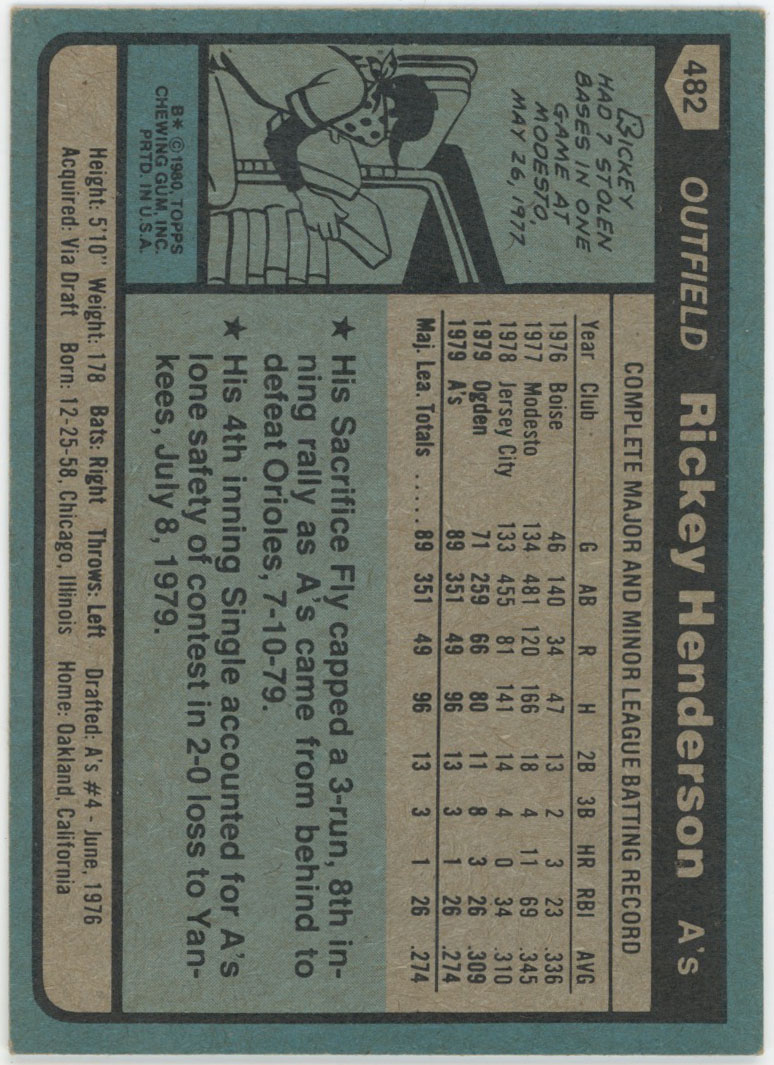 482 OUTFIELD Rickey Henderson A's
RICKEY
HAD 7 STOLEN
BASES IN ONE
GAME AT
MODESTO,
MAY 26, 1977
COMPLETE MAJOR AND MINOR LEAGUE BATTING RECORD
Year Club G AB R H 2B 3B HR RBI AVG
1976 Boise 46 140 34 47 13 2 3 23 .336
1977 Modesto 134 481 120 166 18 4 11 69 .345
1978 Jersey City 133 455 81 141 14 4 0 34 .310
1979 Ogden 71 259 66 80 11 8 3 26 .309
1979 A's 89 351 49 96 13 3 1 26 .274
Maj. Lea. Totals ..... 89 351 49 96 13 3 1 26 .274
★ His Sacrifice Fly capped a 3-run, 8th in-
ning rally as A's came from behind to
defeat Orioles, 7-10-79.
★ His 4th inning Single accounted for A's
lone safety of contest in 2-0 loss to Yan-
kees, July 8, 1979.
B* © 1980, TOPPS
CHEWING GUM, INC.
PRTD. IN U.S.A.
Height: 5'10" Weight: 178 Bats: Right Throws: Left Drafted: A's #4 - June, 1976
Acquired: Via Draft Born: 12-25-58, Chicago, Illinois Home: Oakland, California